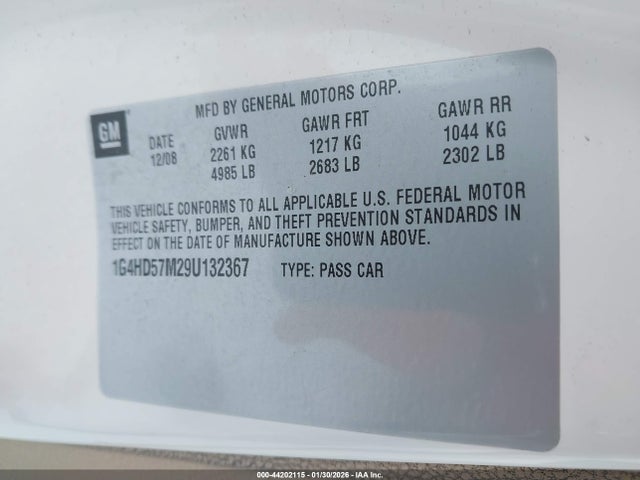 MFD BY GENERAL MOTORS CORP.
GM
DATE GVWR GAWR FRT GAWR RR
12/08 2261 KG 1217 KG 1044 KG
4985 LB 2683 LB 2302 LB
THIS VEHICLE CONFORMS TO ALL APPLICABLE U.S. FEDERAL MOTOR
VEHICLE SAFETY, BUMPER, AND THEFT PREVENTION STANDARDS IN
EFFECT ON THE DATE OF MANUFACTURE SHOWN ABOVE.
1G4HD57M29U132367 TYPE: PASS CAR
000-44202115 - 01/30/2026 - IAA Inc.